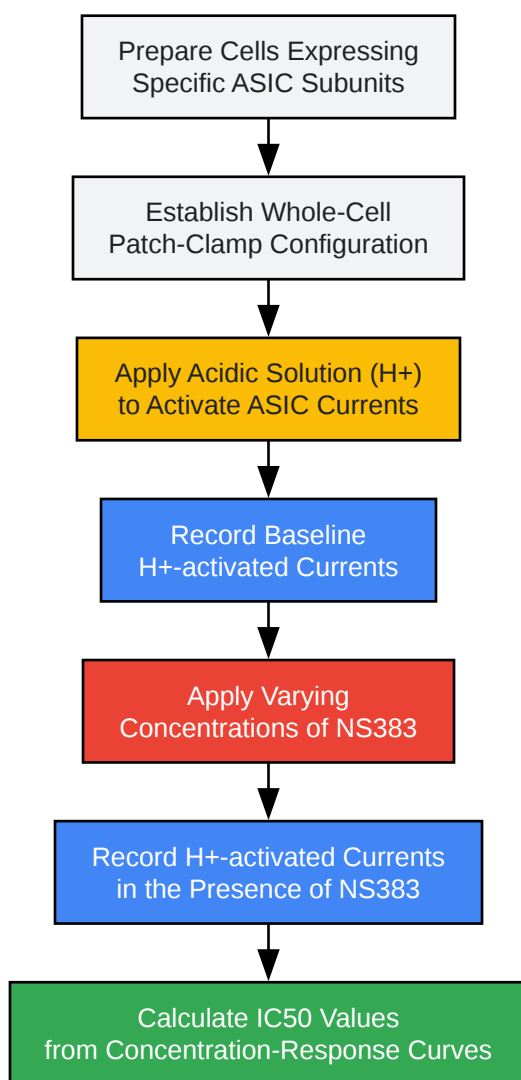 Prepare Cells Expressing
Specific ASIC Subunits
Establish Whole-Cell
Patch-Clamp Configuration
Apply Acidic Solution (H+)
to Activate ASIC Currents
Record Baseline
H+-activated Currents
Apply Varying
Concentrations of NS383
Record H+-activated Currents
in the Presence of NS383
Calculate IC50 Values
from Concentration-Response Curves